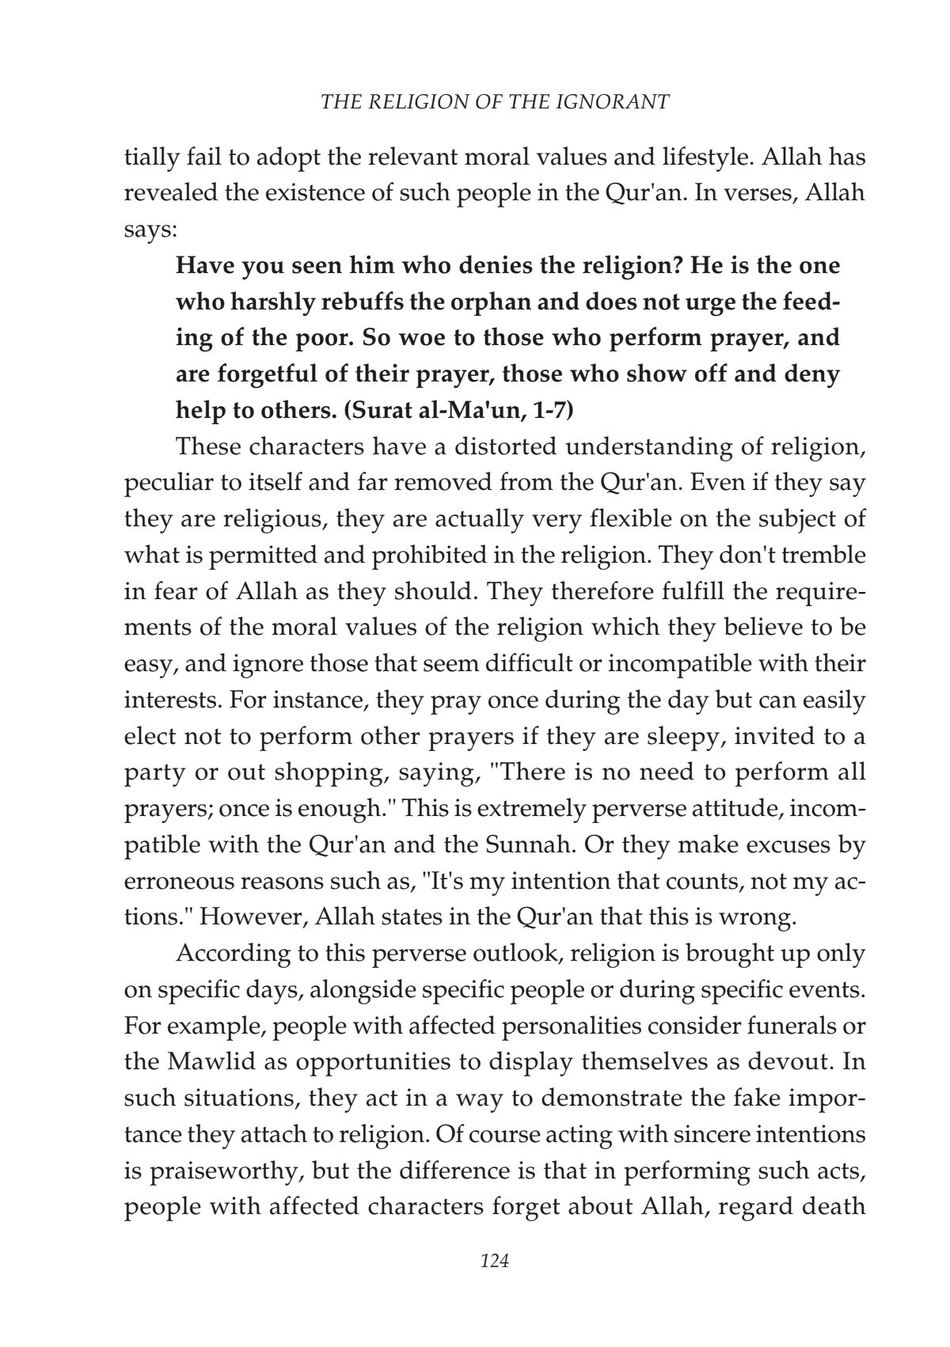 THE RELIGION OF THE IGNORANT
tially fail to adopt the relevant moral values and lifestyle. Allah has
revealed the existence of such people in the Qur'an. In verses, Allah
says:
Have you seen him who denies the religion? He is the one
who harshly rebuffs the orphan and does not urge the feed-
ing of the poor. So woe to those who perform prayer, and
are forgetful of their prayer, those who show off and deny
help to others. (Surat al-Ma'un, 1-7)
These characters have a distorted understanding of religion,
peculiar to itself and far removed from the Qur'an. Even if they say
they are religious, they are actually very flexible on the subject of
what is permitted and prohibited in the religion. They don't tremble
in fear of Allah as they should. They therefore fulfill the require-
ments of the moral values of the religion which they believe to be
easy, and ignore those that seem difficult or incompatible with their
interests. For instance, they pray once during the day but can easily
elect not to perform other prayers if they are sleepy, invited to a
party or out shopping, saying, "There is no need to perform all
prayers; once is enough." This is extremely perverse attitude, incom-
patible with the Qur'an and the Sunnah. Or they make excuses by
erroneous reasons such as, "It's my intention that counts, not my ac-
tions." However, Allah states in the Qur'an that this is wrong.
According to this perverse outlook, religion is brought up only
on specific days, alongside specific people or during specific events.
For example, people with affected personalities consider funerals or
the Mawlid as opportunities to display themselves as devout. In
such situations, they act in a way to demonstrate the fake impor-
tance they attach to religion. Of course acting with sincere intentions
is praiseworthy, but the difference is that in performing such acts,
people with affected characters forget about Allah, regard death
124